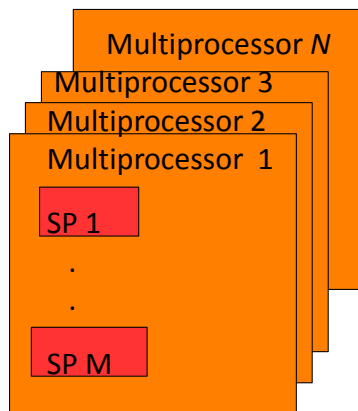 Multiprocessor N
Multiprocessor 3
Multiprocessor 2
Multiprocessor 1
SP 1
.
.
SP M